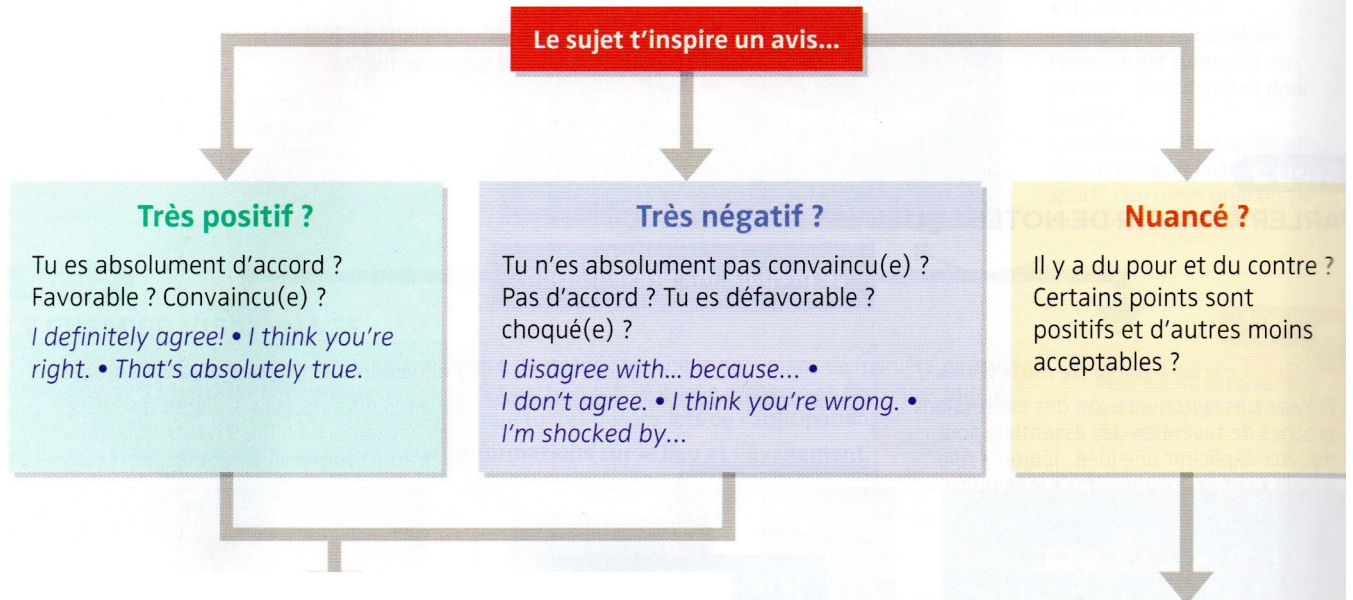 Le sujet t'inspire un avis...
Très positif ?
Tu es absolument d'accord ?
Favorable ? Convaincu(e) ?
I definitely agree! • I think you're
right. • That's absolutely true.
Très négatif ?
Tu n'es absolument pas convaincu(e) ?
Pas d'accord ? Tu es défavorable ?
choqué(e) ?
I disagree with... because... •
I don't agree. • I think you're wrong. •
I'm shocked by...
Nuancé ?
Il y a du pour et du contre ?
Certains points sont
positifs et d'autres moins
acceptables ?